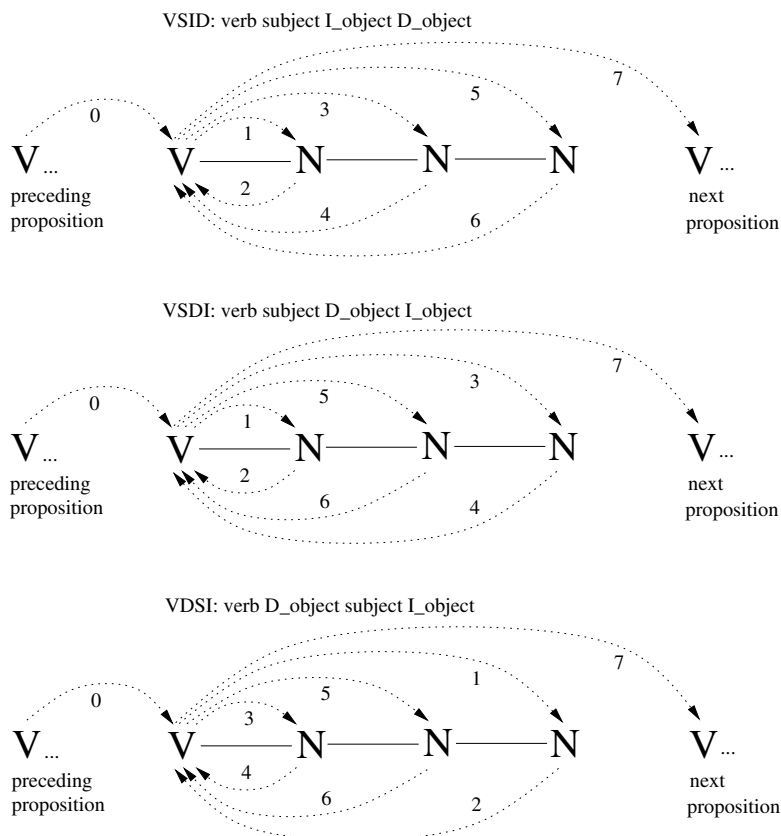 VSID: verb subject I_object D_object
0 1 3 5 7
V... V N N N V...
preceding proposition
next proposition
2 4 6
VSDI: verb subject D_object I_object
0 1 5 3 7
V... V N N N V...
preceding proposition
next proposition
2 6 4
VDSI: verb D_object subject I_object
0 3 5 1 7
V... V N N N V...
preceding proposition
next proposition
4 6 2